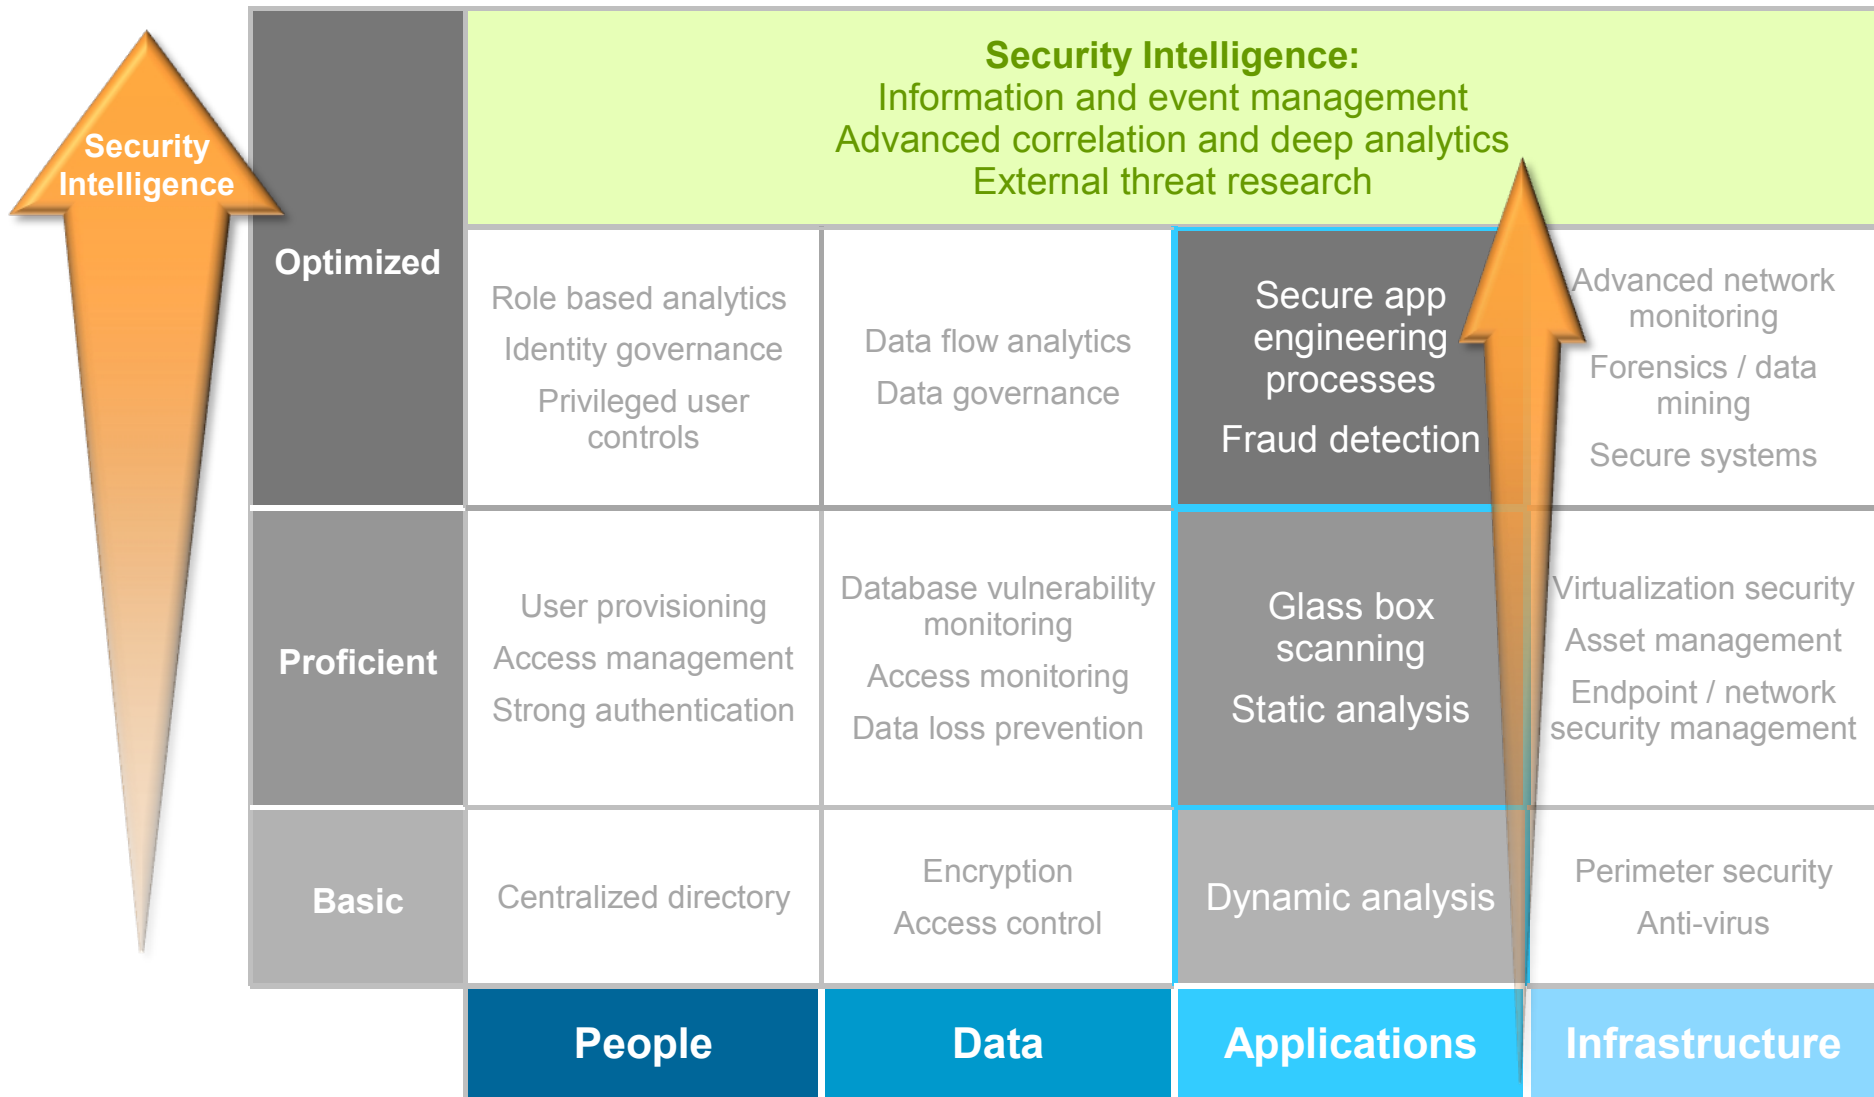 Security Intelligence:
Information and event management
Advanced correlation and deep analytics
External threat research
Security
Intelligence
Optimized
Role based analytics
Identity governance
Privileged user
controls
Data flow analytics
Data governance
Secure app
engineering
processes
Fraud detection
Advanced network
monitoring
Forensics / data
mining
Secure systems
Proficient
User provisioning
Access management
Strong authentication
Database vulnerability
monitoring
Access monitoring
Data loss prevention
Glass box
scanning
Static analysis
Virtualization security
Asset management
Endpoint / network
security management
Basic
Centralized directory
Encryption
Access control
Dynamic analysis
Perimeter security
Anti-virus
People
Data
Applications
Infrastructure